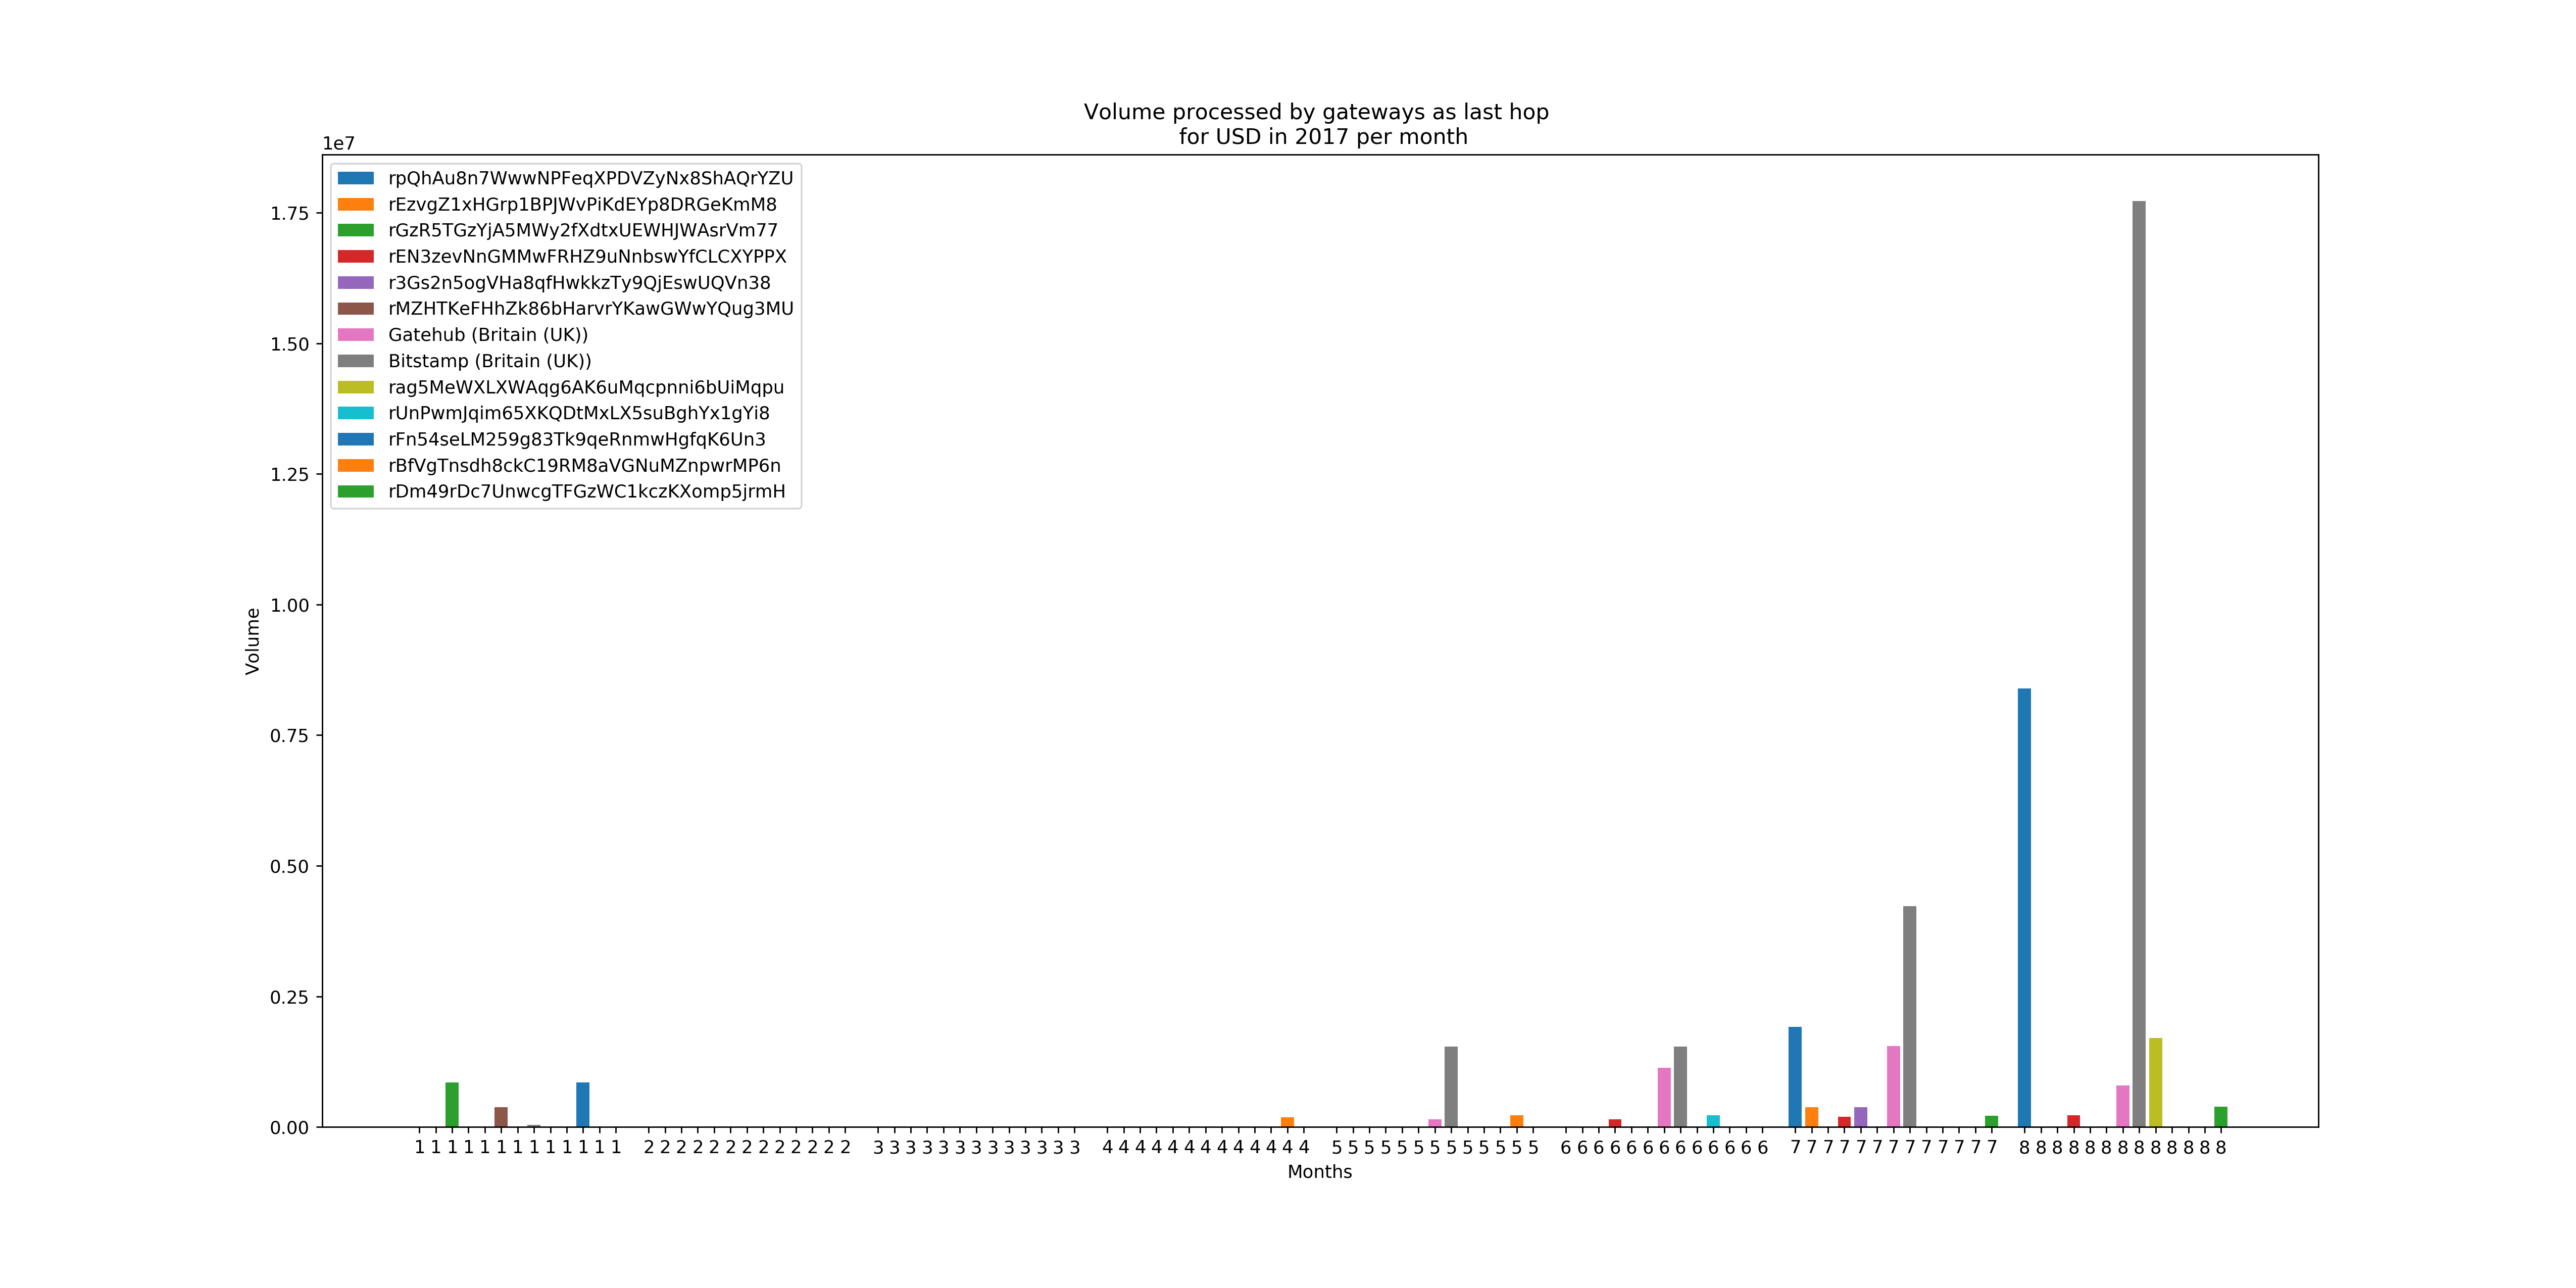 Volume processed by gateways as last hop
for USD in 2017 per month
1e7
rpQhAu8n7WwwNPFeqXPDVZyNx8ShAQrYZU
rEzvgZ1xHGrp1BPJWvPiKdEYp8DRGeKmM8
rGzR5TGzYjA5MWy2fXdtxUEWHJWAsrVm77
rEN3zevNnGMMwFRHZ9uNnbswYfCLCXYPPX
r3Gs2n5ogVHa8qfHwkkzTy9QjEswUQVn38
rMZHTKeFHhZk86bHarvrYKawGWwYQug3MU
Gatehub (Britain (UK))
Bitstamp (Britain (UK))
rag5MeWXLXWAqg6AK6uMqcpnni6bUiMqpu
rUnPwmJqim65XKQDtMxLX5suBghYx1gYi8
rFn54seLM259g83Tk9qeRnmwHgfqK6Un3
rBfVgTnsdh8ckC19RM8aVGNuMZnpwrMP6n
rDm49rDc7UnwcgTFGzWC1kczKXomp5jrmH
1.75
1.50
1.25
1.00
0.75
0.50
0.25
0.00
Volume
1 1 1 1 1 1 1 1 1 1 1 1 1 2 2 2 2 2 2 2 2 2 2 2 2 2 3 3 3 3 3 3 3 3 3 3 3 3 3 4 4 4 4 4 4 4 4 4 4 4 4 4 5 5 5 5 5 5 5 5 5 5 5 5 5 6 6 6 6 6 6 6 6 6 6 6 6 6 7 7 7 7 7 7 7 7 7 7 7 7 7 8 8 8 8 8 8 8 8 8 8 8 8 8
Months